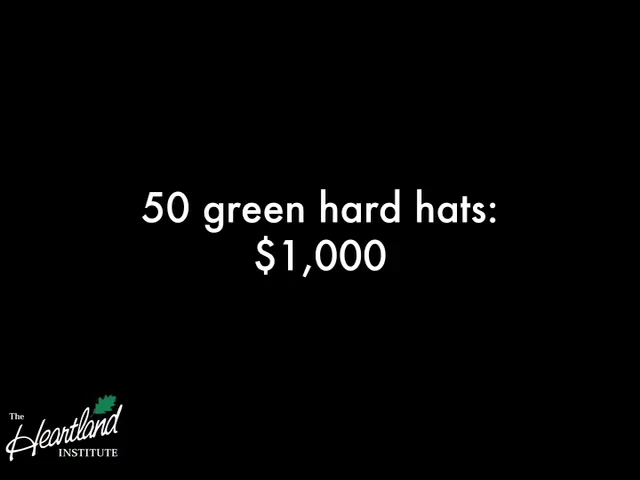 50 green hard hats:
$1,000
The
Heartland
INSTITUTE